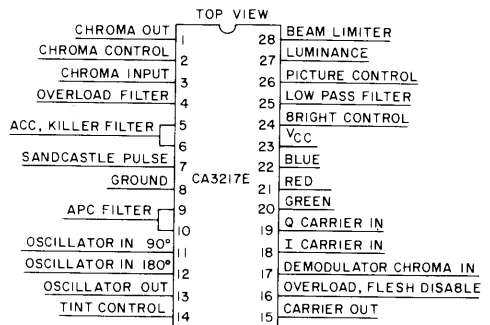 TOP VIEW
CHROMA OUT 1
CHROMA CONTROL 2
CHROMA INPUT 3
OVERLOAD FILTER 4
ACC, KILLER FILTER 5
6
SANDCASTLE PULSE 7
GROUND 8
APC FILTER 9
10
OSCILLATOR IN 90° 11
OSCILLATOR IN 180° 12
OSCILLATOR OUT 13
TINT CONTROL 14
CA3217E
28 BEAM LIMITER
27 LUMINANCE
26 PICTURE CONTROL
25 LOW PASS FILTER
24 BRIGHT CONTROL
23 VCC
22 BLUE
21 RED
20 GREEN
19 Q CARRIER IN
18 I CARRIER IN
17 DEMODULATOR CHROMA IN
16 OVERLOAD, FLESH DISABLE
15 CARRIER OUT